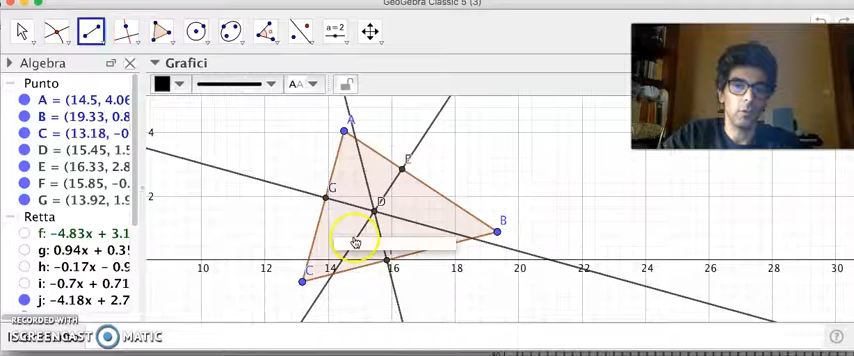 GeoGebra Classic 5 (3)
a=2
Algebra
Grafici
AA
Punto
A = (14.5, 4.06
B = (19.33, 0.8
C = (13.18, -0
D = (15.45, 1.5
E = (16.33, 2.8
F = (15.85, -0.
G = (13.92, 1.9
Retta
f: -4.83x + 3.1
g: 0.94x + 0.35
h: -0.17x - 0.9
i: -0.7x + 0.71
j: -4.18x + 2.7
A
E
G
D
B
C
4
2
10
12
14
16
18
20
22
24
26
28
30
RECORDED WITH
SCREENCAST MATIC